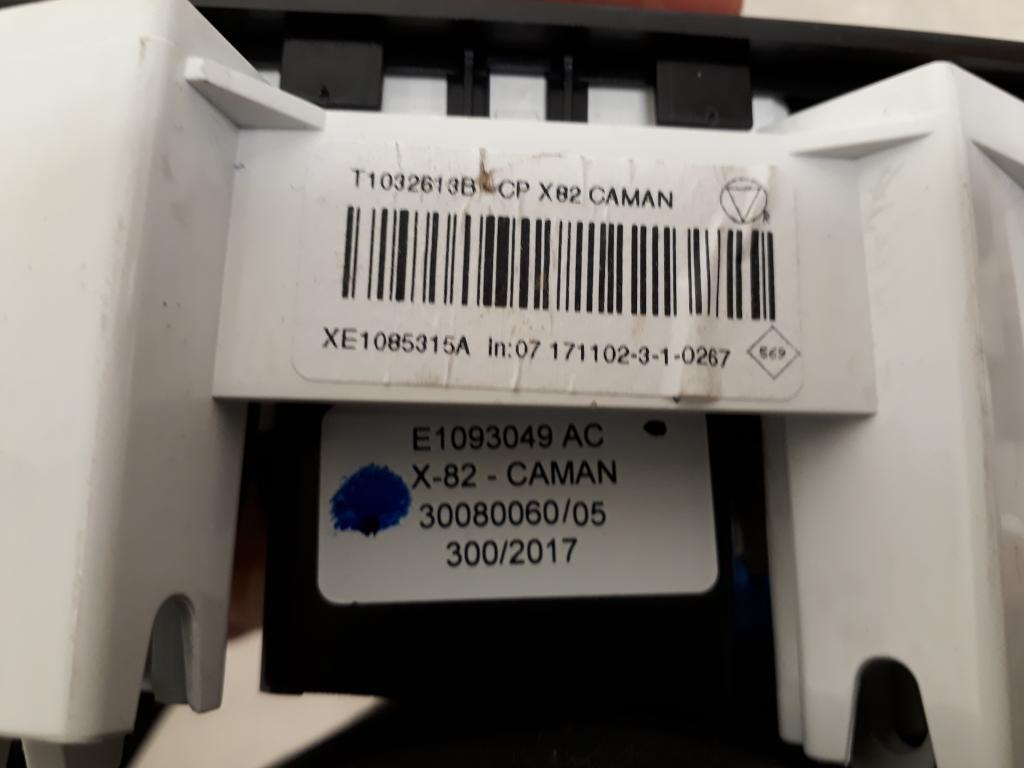 T1032613B-CP X82 CAMAN
R
XE1085315A In:07 171102-3-1-0267
569
E1093049 AC
X-82 - CAMAN
30080060/05
300/2017